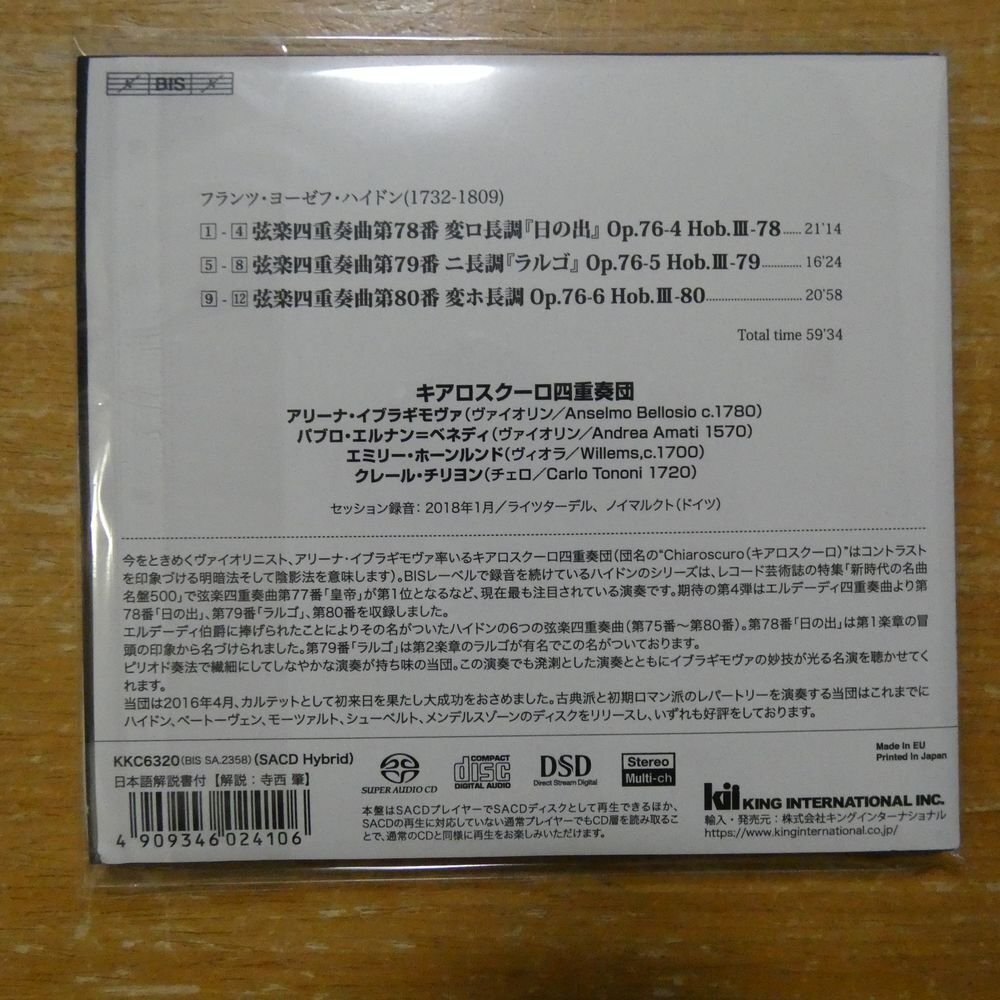 BIS
フランツ・ヨーゼフ・ハイドン(1732-1809)
1 - 4 弦楽四重奏曲第78番 変ロ長調『日の出』 Op.76-4 Hob.Ⅲ-78......21'14
5 - 8 弦楽四重奏曲第79番 ニ長調『ラルゴ』 Op.76-5 Hob.Ⅲ-79............16'24
9 - 12 弦楽四重奏曲第80番 変ホ長調 Op.76-6 Hob.Ⅲ-80.............................20'58
Total time 59'34
キアロスクーロ四重奏団
アリーナ・イブラギモヴァ(ヴァイオリン／Anselmo Bellosio c.1780)
パブロ・エルナン＝ベネディ(ヴァイオリン／Andrea Amati 1570)
エミリー・ホーンルンド(ヴィオラ／Willems,c.1700)
クレール・チリヨン(チェロ／Carlo Tononi 1720)
セッション録音：2018年1月／ライツターデル、ノイマルクト(ドイツ)
今をときめくヴァイオリニスト、アリーナ・イブラギモヴァ率いるキアロスクーロ四重奏団(団名の“Chiaroscuro(キアロスクーロ)”はコントラスト
を印象づける明暗法そして陰影法を意味します)。BISレーベルで録音を続けているハイドンのシリーズは、レコード芸術誌の特集「新時代の名曲
名盤500」で弦楽四重奏曲第77番「皇帝」が第1位となるなど、現在最も注目されている演奏です。期待の第4弾はエルデーディ四重奏曲より第
78番「日の出」、第79番「ラルゴ」、第80番を収録しました。
エルデーディ伯爵に捧げられたことによりその名がついたハイドンの6つの弦楽四重奏曲(第75番〜第80番)。第78番「日の出」は第1楽章の冒
頭の印象から名づけられました。第79番「ラルゴ」は第2楽章のラルゴが有名でこの名がついております。
ピリオド奏法で繊細にしてしなやかな演奏が持ち味の当団。この演奏でも発溂とした演奏とともにイブラギモヴァの妙技が光る名演を聴かせてく
れます。
当団は2016年4月、カルテットとして初来日を果たし大成功をおさめました。古典派と初期ロマン派のレパートリーを演奏する当団はこれまでに
ハイドン、ベートーヴェン、モーツァルト、シューベルト、メンデルスゾーンのディスクをリリースし、いずれも好評をしております。
KKC6320(BIS SA.2358)(SACD Hybrid)
日本語解説書付【解説：寺西 肇】
4 909346 024106
SUPER AUDIO CD
COMPACT
disc
DIGITAL AUDIO
DSD
Direct Stream Digital
Stereo
Multi-ch
本盤はSACDプレイヤーでSACDディスクとして再生できるほか、
SACDの再生に対応していない通常プレイヤーでもCD層を読み取るこ
とで、通常のCDと同様に再生をお楽しみいただけます。
Made In EU
Printed In Japan
kii KING INTERNATIONAL INC.
輸入・発売元：株式会社キングインターナショナル
https://www.kinginternational.co.jp/